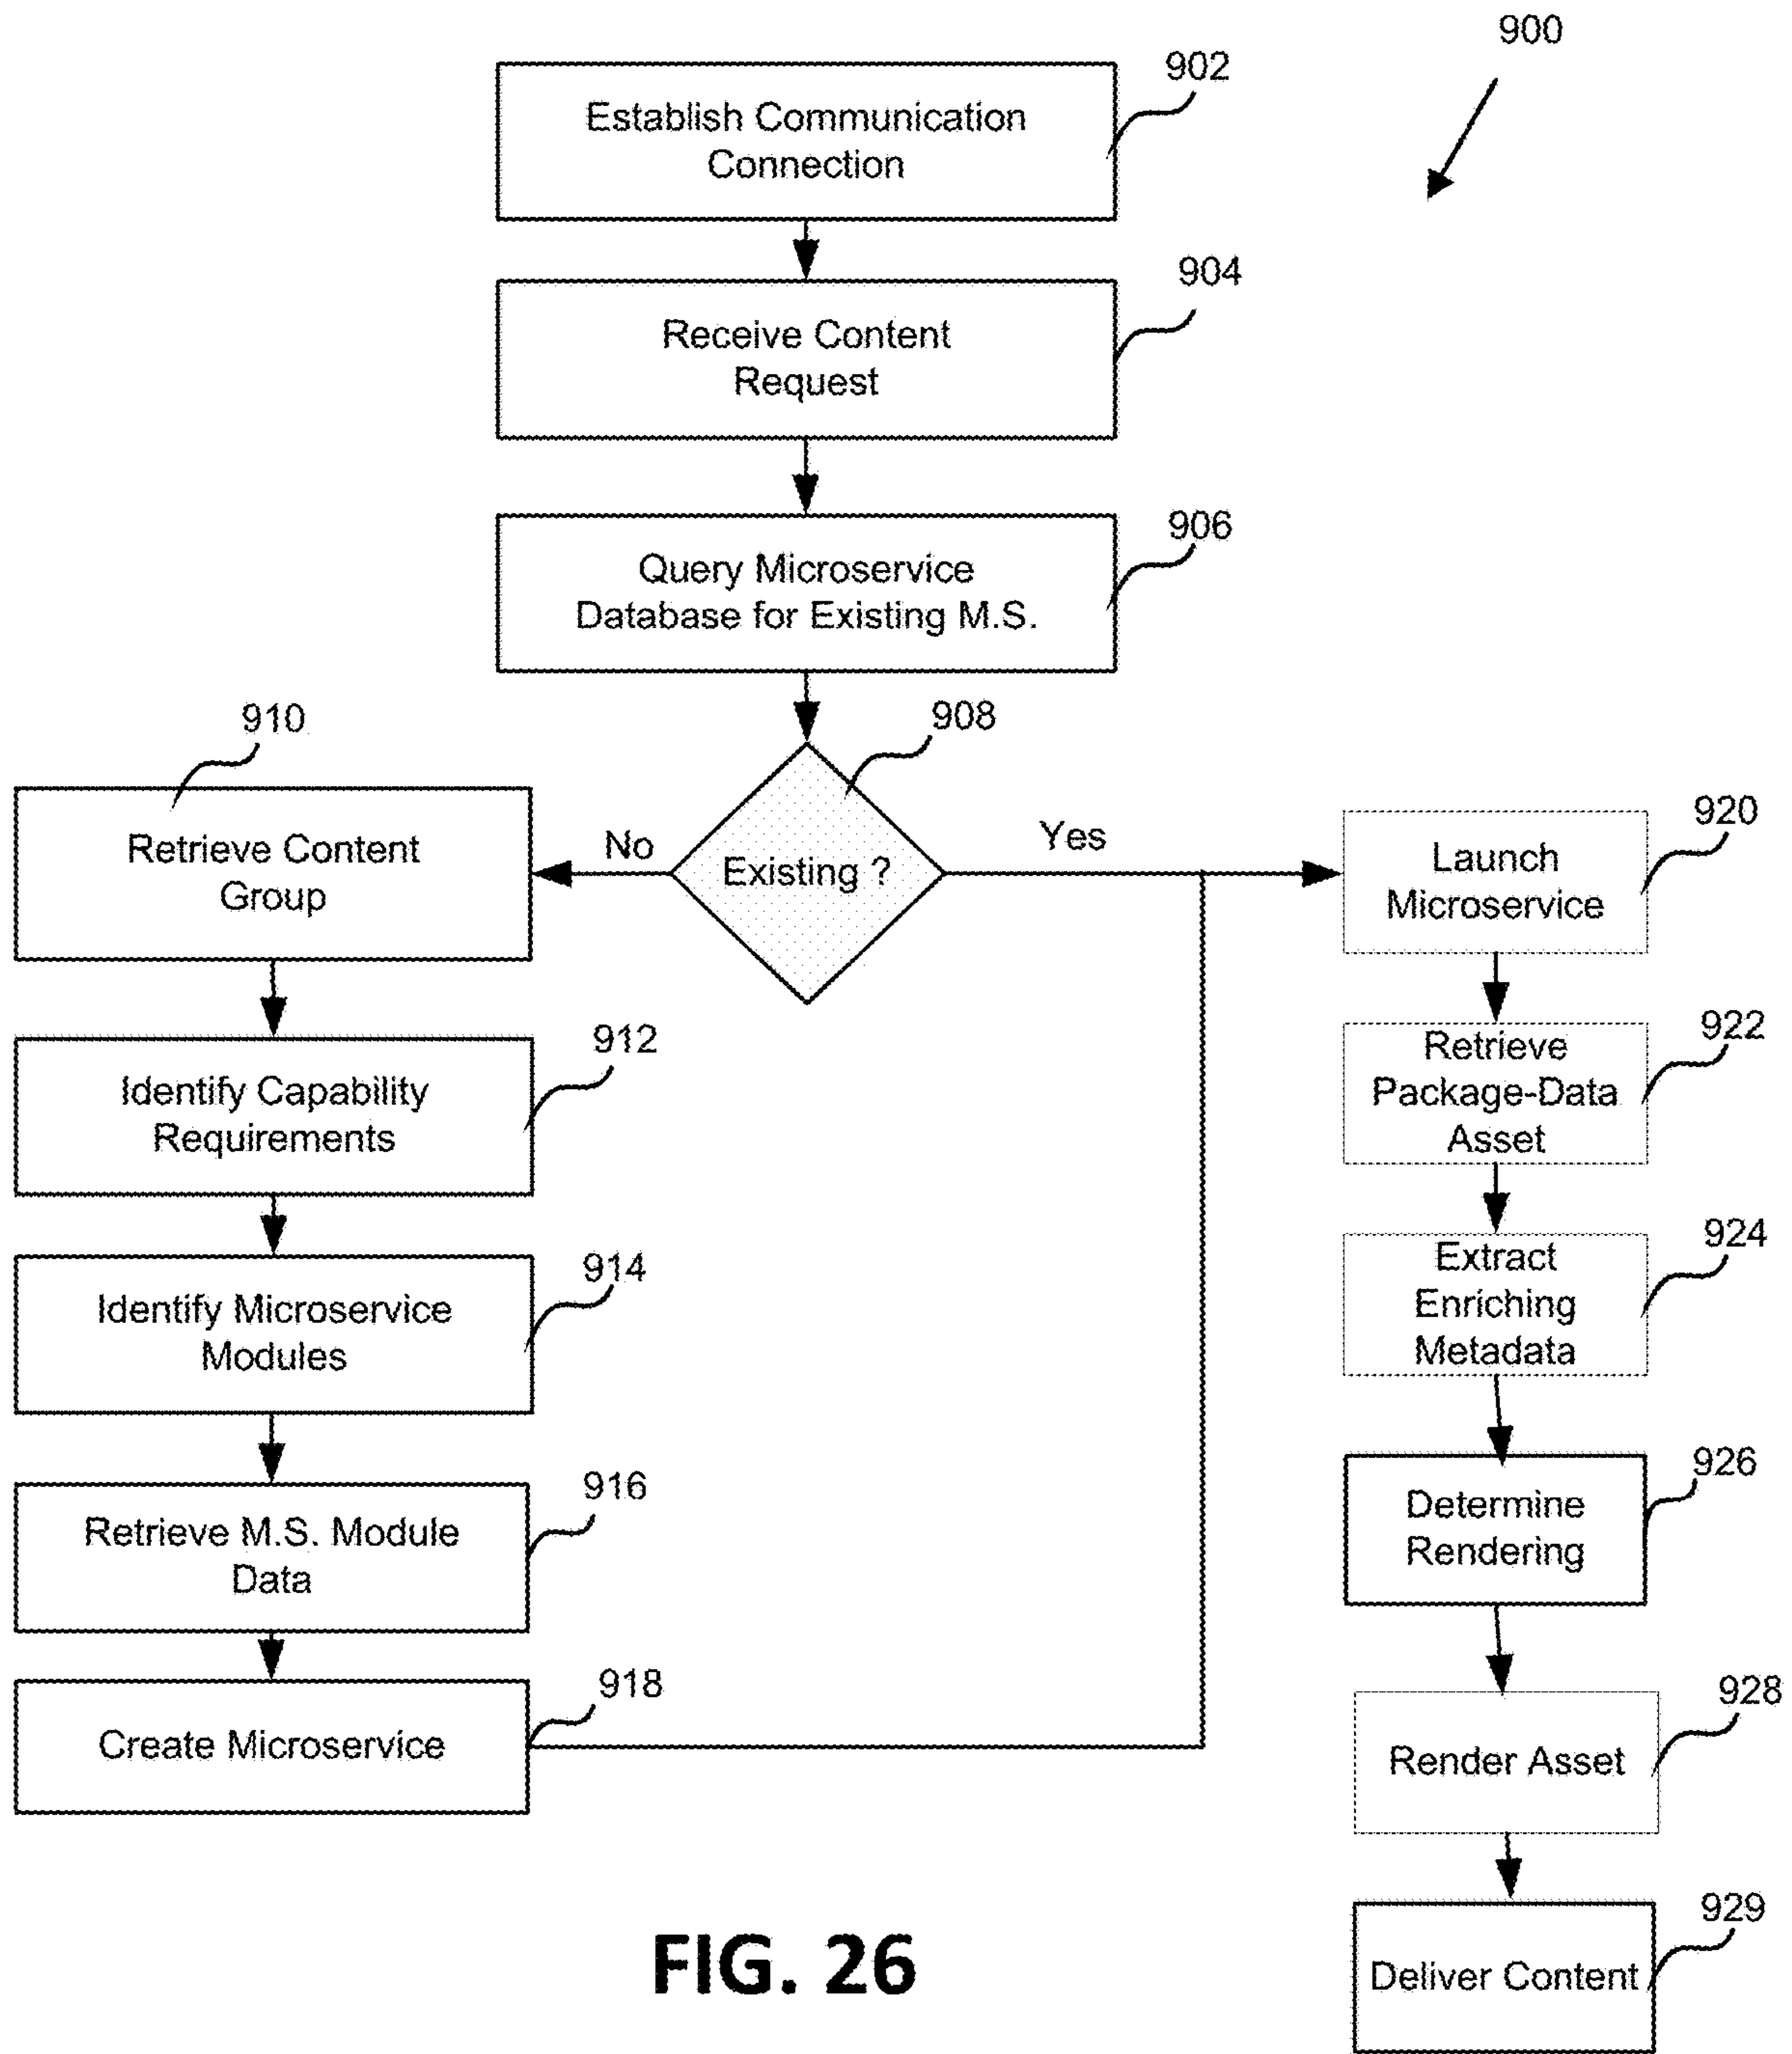 900
902
Establish Communication
Connection
904
Receive Content
Request
906
Query Microservice
Database for Existing M.S.
908
Existing ?
No
Yes
910
Retrieve Content
Group
912
Identify Capability
Requirements
914
Identify Microservice
Modules
916
Retrieve M.S. Module
Data
918
Create Microservice
920
Launch
Microservice
922
Retrieve
Package-Data
Asset
924
Extract
Enriching
Metadada
926
Determine
Rendering
928
Render Asset
929
Deliver Content
FIG. 26